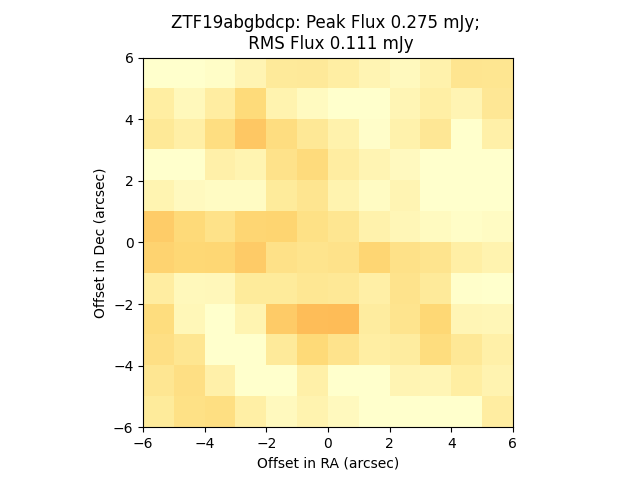 ZTF19abgbdcp: Peak Flux 0.275 mJy;
RMS Flux 0.111 mJy
6
4
2
0
−2
−4
−6
Offset in Dec (arcsec)
−6 −4 −2 0 2 4 6
Offset in RA (arcsec)